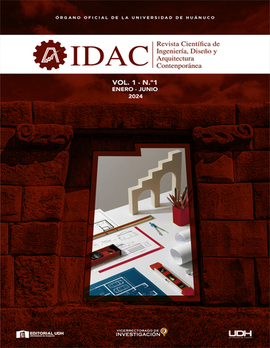 ÓRGANO OFICIAL DE LA UNIVERSIDAD DE HUÁNUCO
IDAC
Revista Científica de
Ingeniería, Diseño y
Arquitectura
Contemporánea
VOL. 1 - N.°1
ENERO - JUNIO
2024
EDITORIAL UDH
VICERRECTORADO DE
INVESTIGACIÓN
UDH